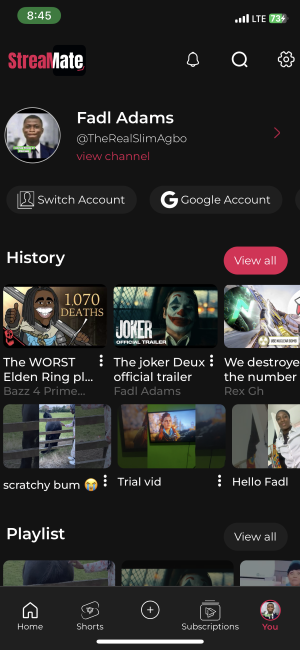 8:45
LTE 73
StreaMate
Fadl Adams
@TheRealSlimAgbo
view channel
Switch Account
Google Account
History
View all
1.070
DEATHS
JOKER
OFFICIAL TRAILER
The WORST
Elden Ring pl...
Bazz 4 Prime...
The joker Deux
official trailer
Fadl Adams
We destroye
the number
Rex Gh
scratchy bum 😭
Trial vid
Hello Fadl
Playlist
View all
Home
Shorts
Subscriptions
You